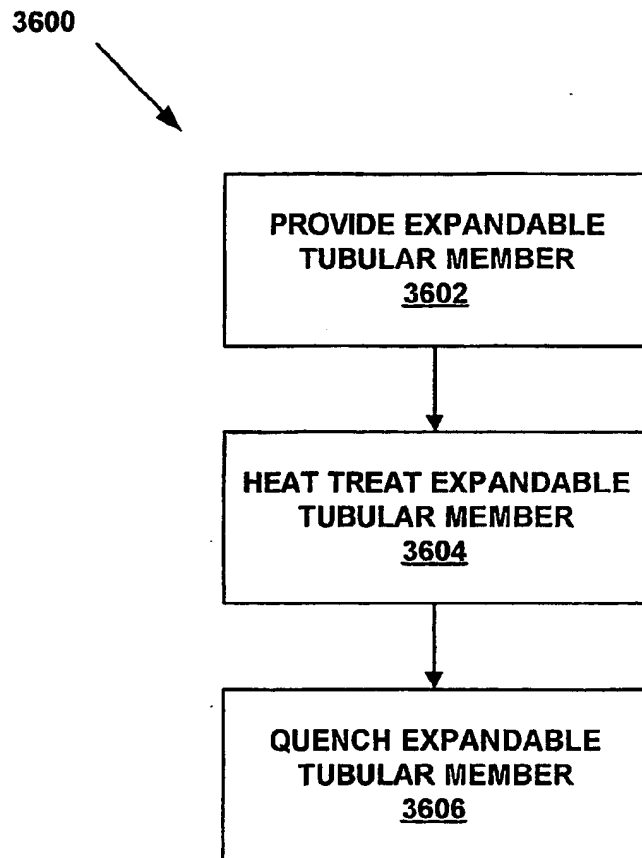 3600
PROVIDE EXPANDABLE
TUBULAR MEMBER
3602
HEAT TREAT EXPANDABLE
TUBULAR MEMBER
3604
QUENCH EXPANDABLE
TUBULAR MEMBER
3606